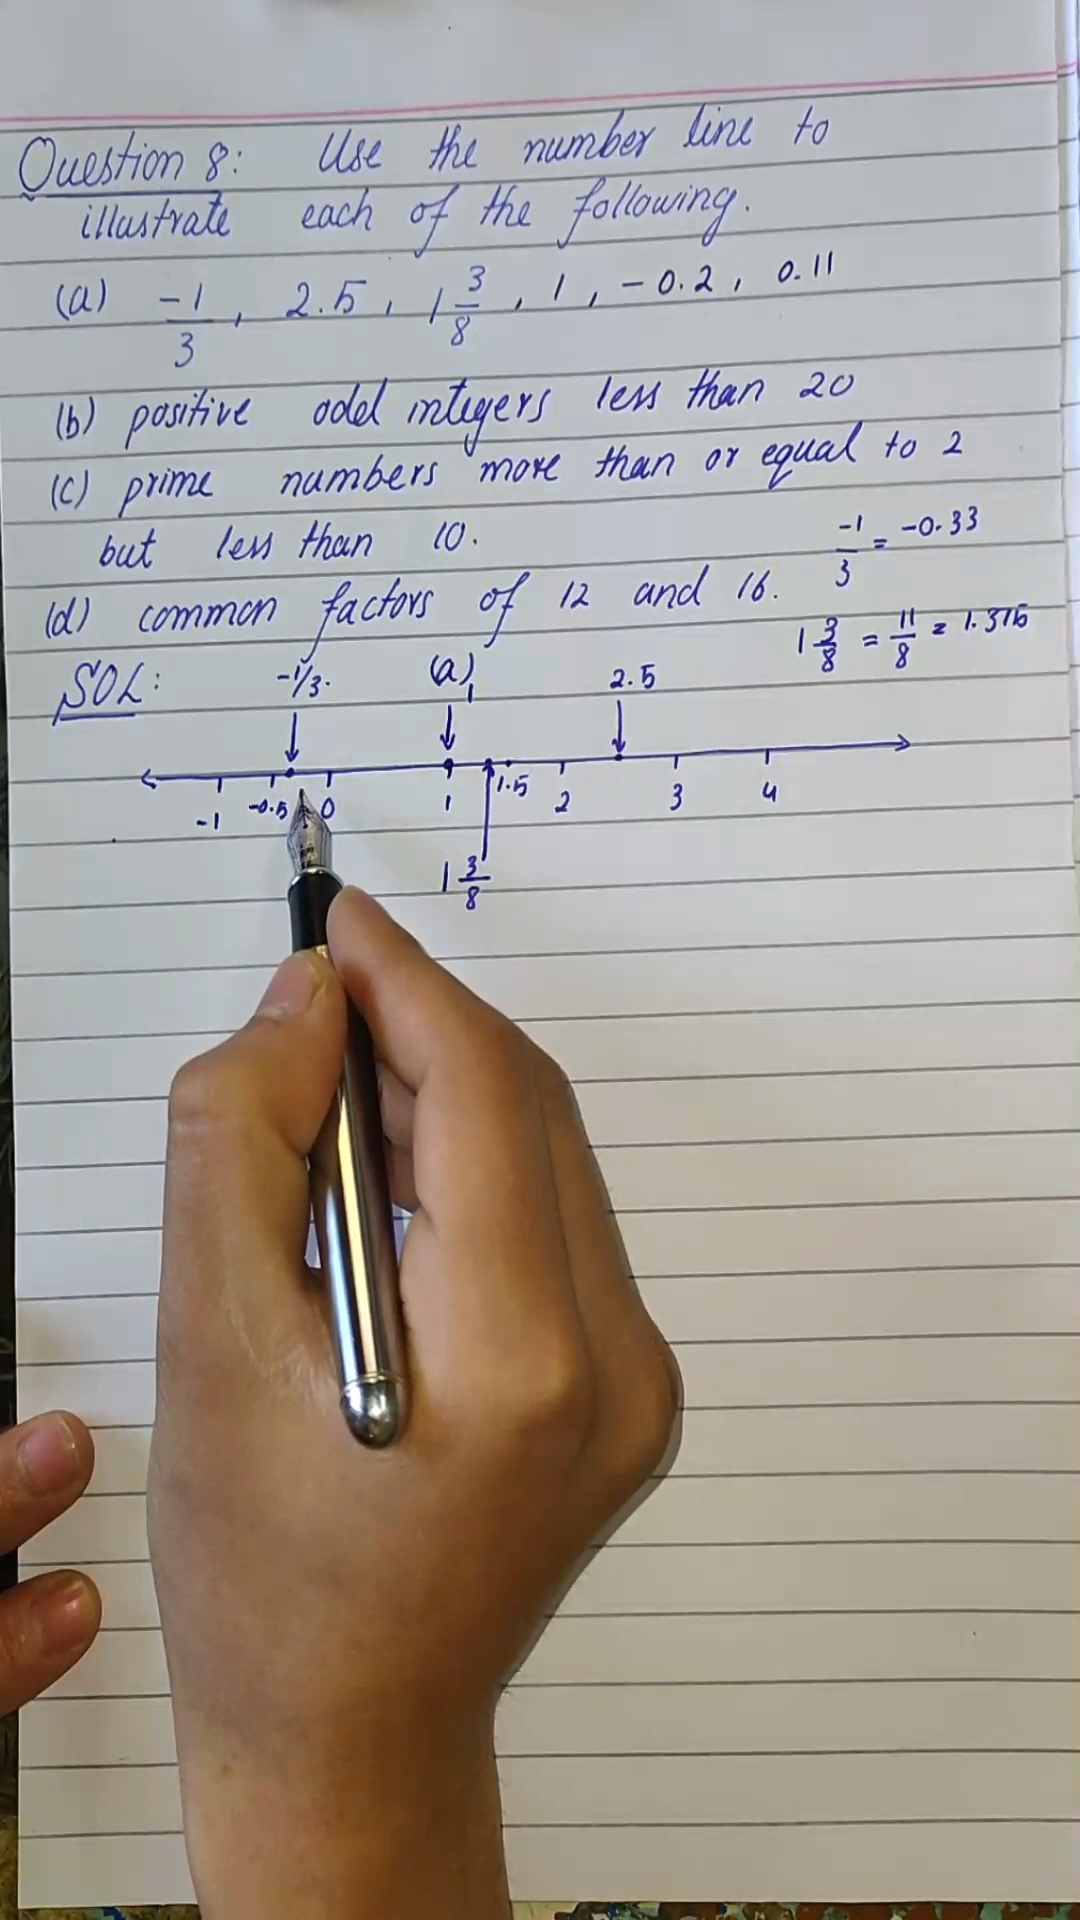 Question 8: Use the number line to
illustrate each of the following.
(a) -1/3, 2.5, 1 3/8, 1, -0.2, 0.11
(b) positive odd integers less than 20
(c) prime numbers more than or equal to 2
but less than 10.
-1/3 = -0.33
(d) common factors of 12 and 16.
1 3/8 = 11/8 = 1.375
SOL: -1/3. (a) 1 2.5
-1 -0.5 0 1 1.5 2 3 4
1 3/8